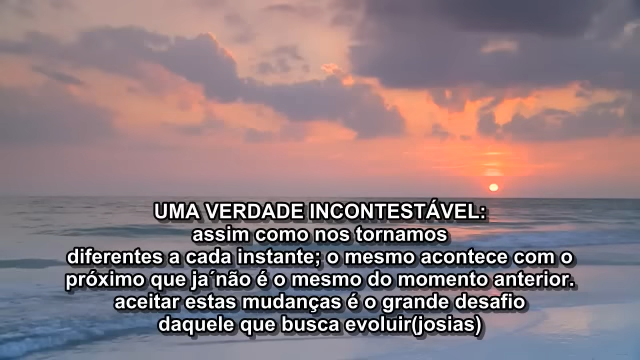 UMA VERDADE INCONTESTÁVEL:
assim como nos tornamos
diferentes a cada instante; o mesmo acontece com o
próximo que ja´não é o mesmo do momento anterior.
aceitar estas mudanças é o grande desafio
daquele que busca evoluir(josias)